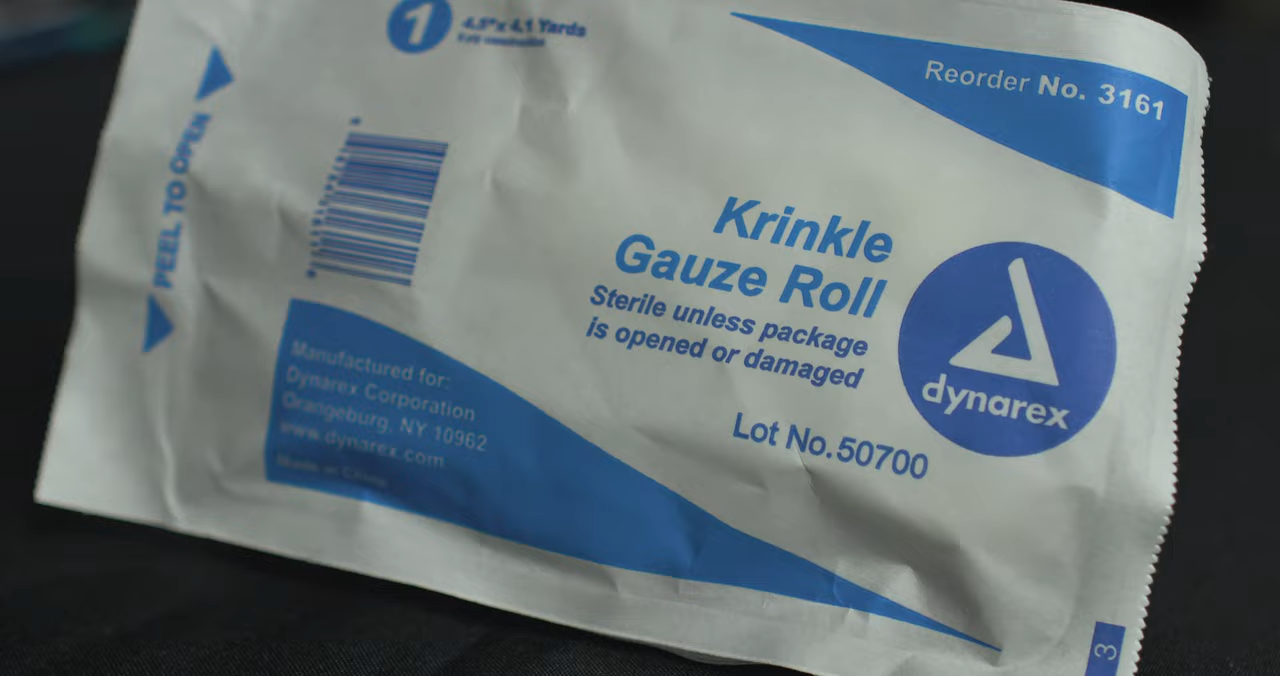 1
4.5" x 4.1 Yards
Reorder No. 3161
PEEL TO OPEN
Krinkle
Gauze Roll
Sterile unless package
is opened or damaged
dynarex
Lot No.50700
Manufactured for:
Dynarex Corporation
Orangeburg, NY 10962
www.dynarex.com
Made in China
3